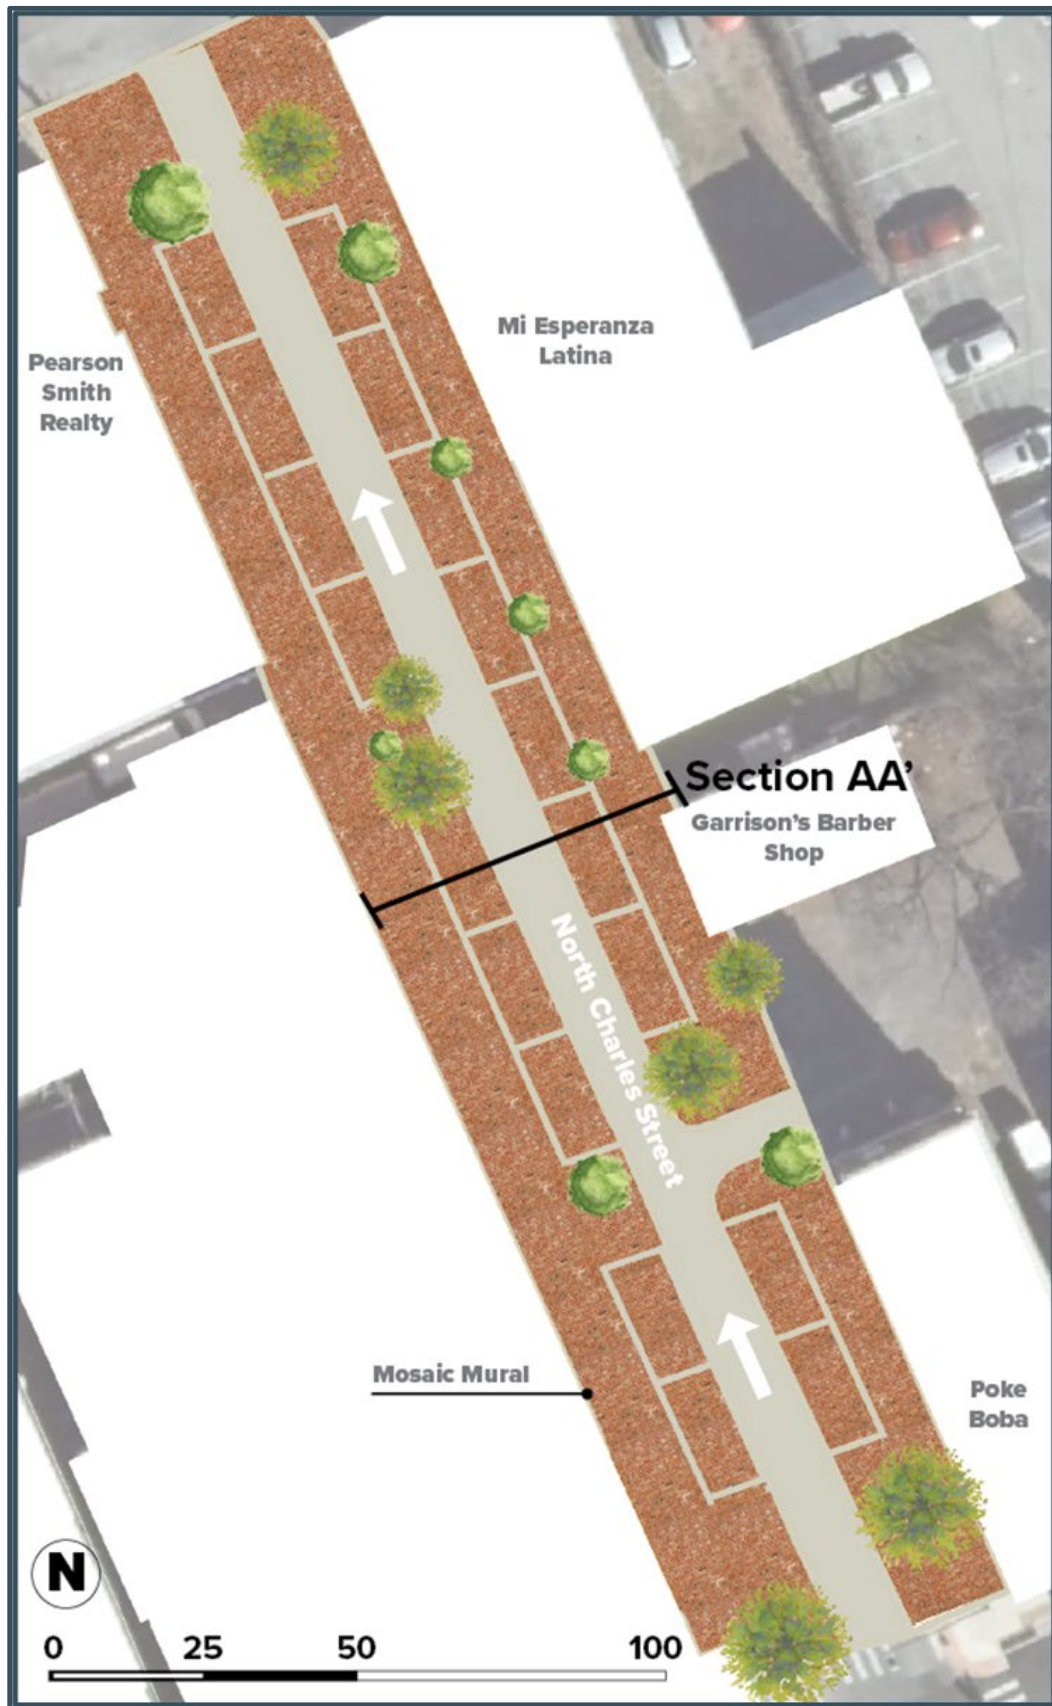 Mi Esperanza
Latina
Pearson
Smith
Realty
Section AA’
Garrison’s Barber
Shop
North Charles Street
Mosaic Mural
Poke
Boba
N
0 25 50 100